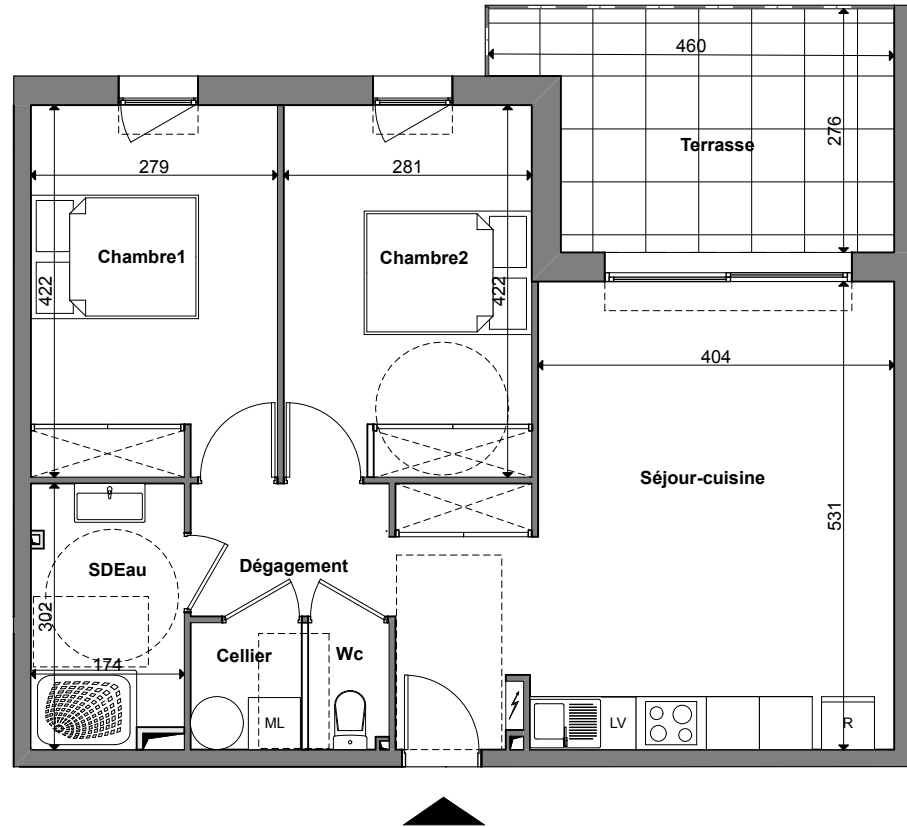 460
276
Terrasse
279
281
Chambre1
Chambre2
422
422
404
Séjour-cuisine
531
SDEau
Dégagement
302
174
Cellier
Wc
ML
LV
R